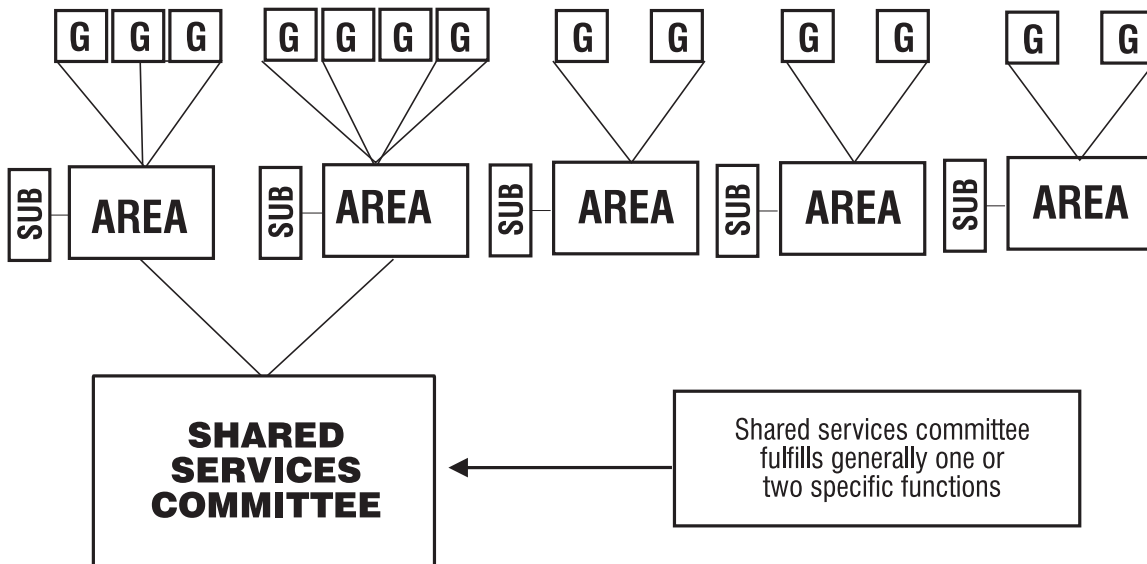 G G G G G G G G G G G G G
SUB AREA SUB AREA SUB AREA SUB AREA SUB AREA
SHARED
SERVICES
COMMITTEE
Shared services committee
fulfills generally one or
two specific functions